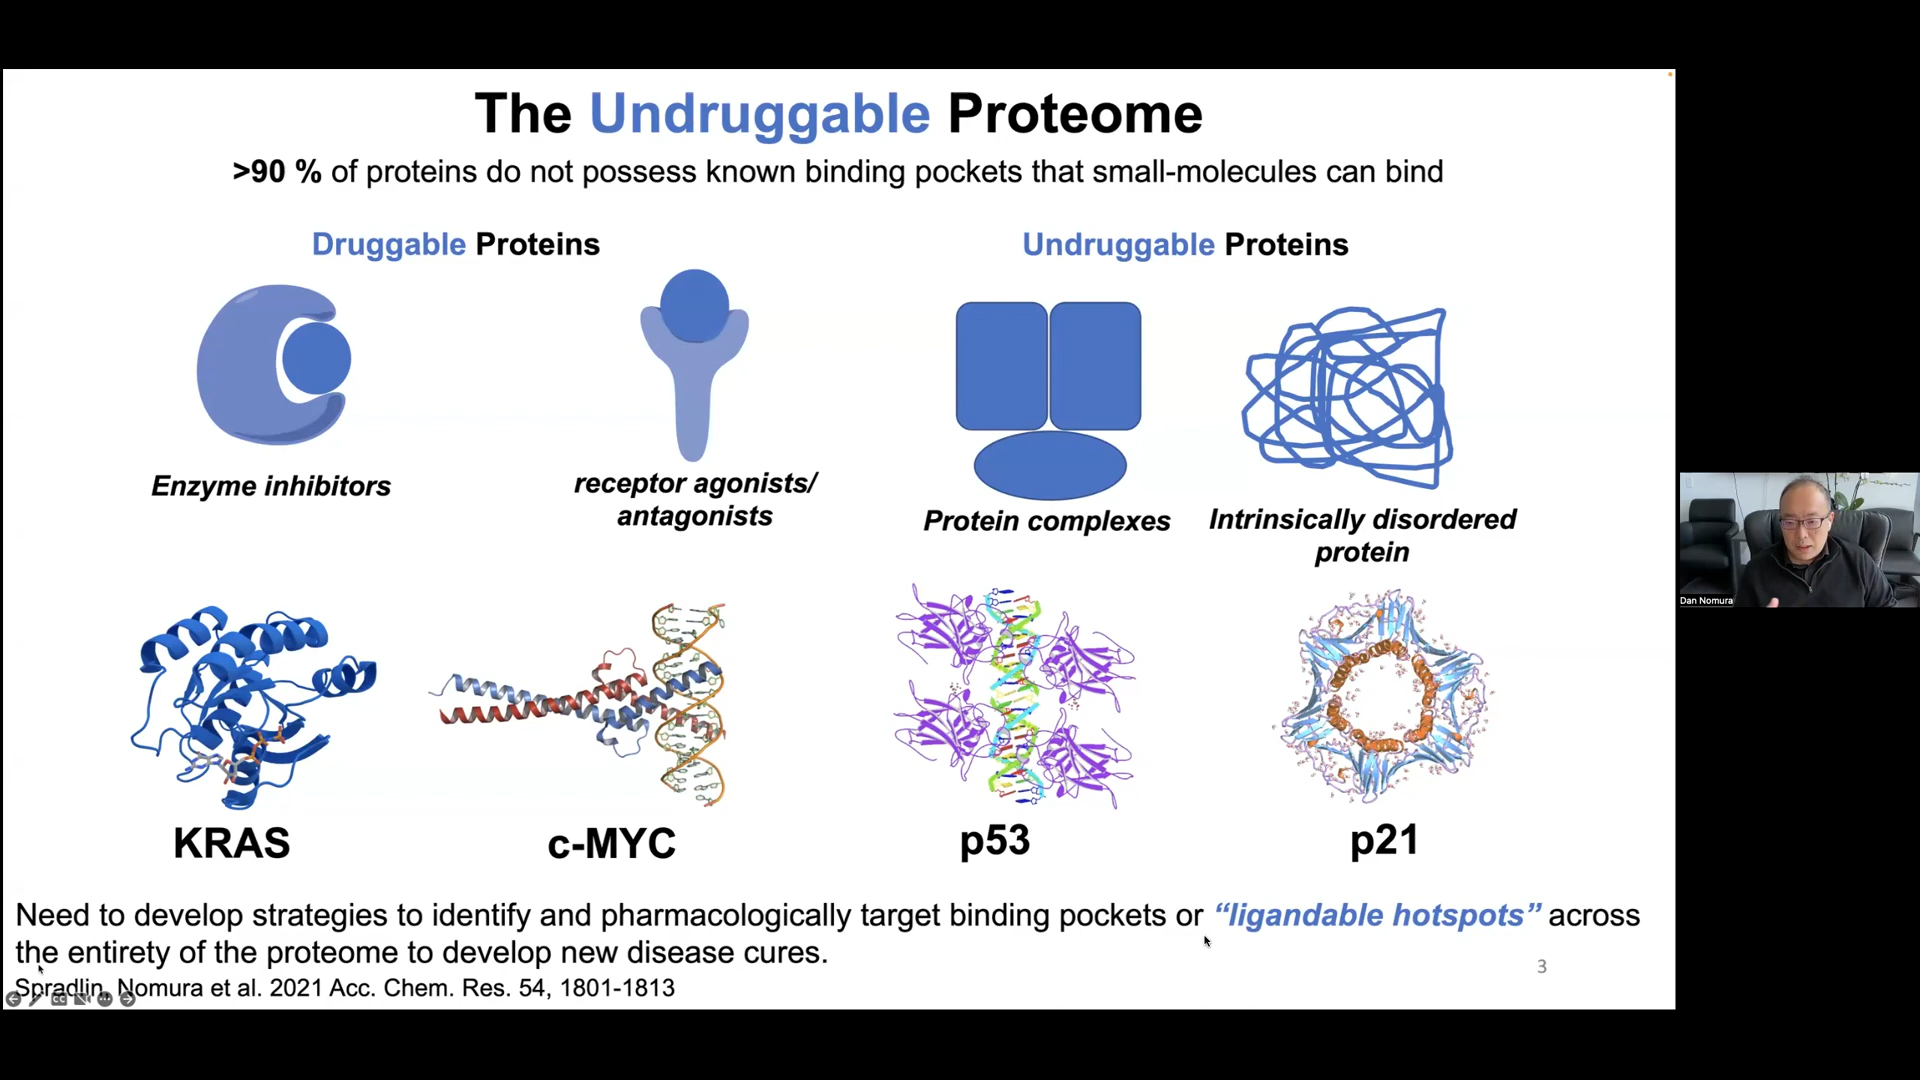 The Undruggable Proteome
>90 % of proteins do not possess known binding pockets that small-molecules can bind
Druggable Proteins
Undruggable Proteins
Enzyme inhibitors
receptor agonists/
antagonists
Protein complexes
Intrinsically disordered
protein
KRAS
c-MYC
p53
p21
Need to develop strategies to identify and pharmacologically target binding pockets or “ligandable hotspots” across
the entirety of the proteome to develop new disease cures.
Spradlin, Nomura et al. 2021 Acc. Chem. Res. 54, 1801-1813
3
Dan Nomura